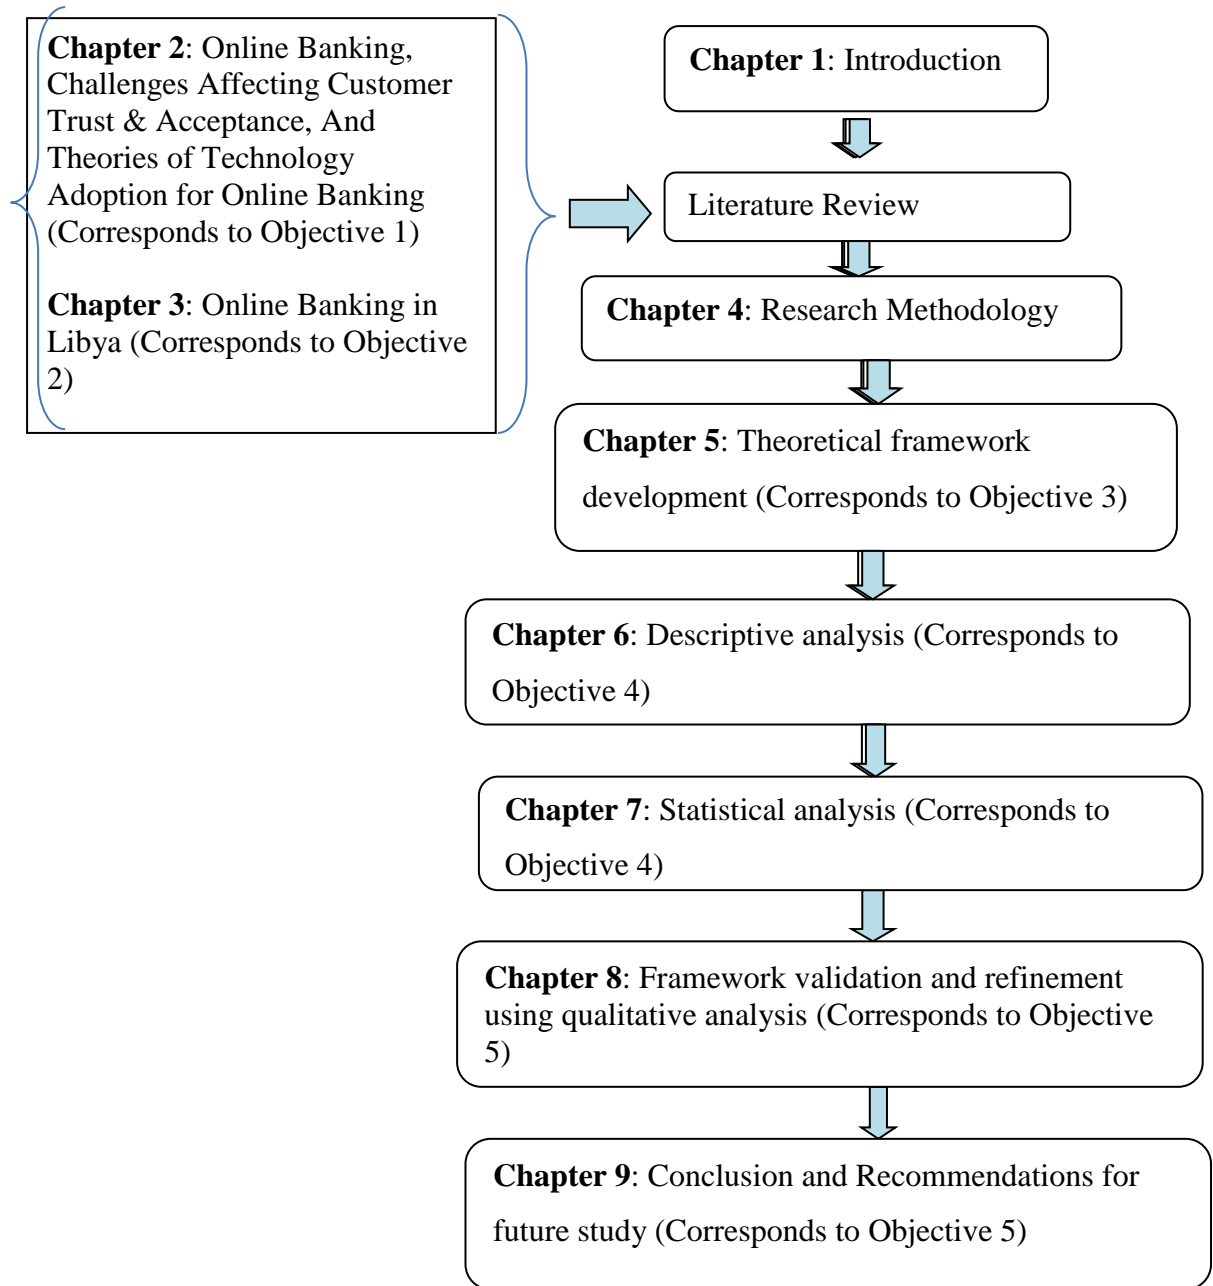 Chapter 2: Online Banking,
Challenges Affecting Customer
Trust & Acceptance, And
Theories of Technology
Adoption for Online Banking
(Corresponds to Objective 1)
Chapter 3: Online Banking in
Libya (Corresponds to Objective
2)
Chapter 1: Introduction
Literature Review
Chapter 4: Research Methodology
Chapter 5: Theoretical framework
development (Corresponds to Objective 3)
Chapter 6: Descriptive analysis (Corresponds to
Objective 4)
Chapter 7: Statistical analysis (Corresponds to
Objective 4)
Chapter 8: Framework validation and refinement
using qualitative analysis (Corresponds to Objective
5)
Chapter 9: Conclusion and Recommendations for
future study (Corresponds to Objective 5)